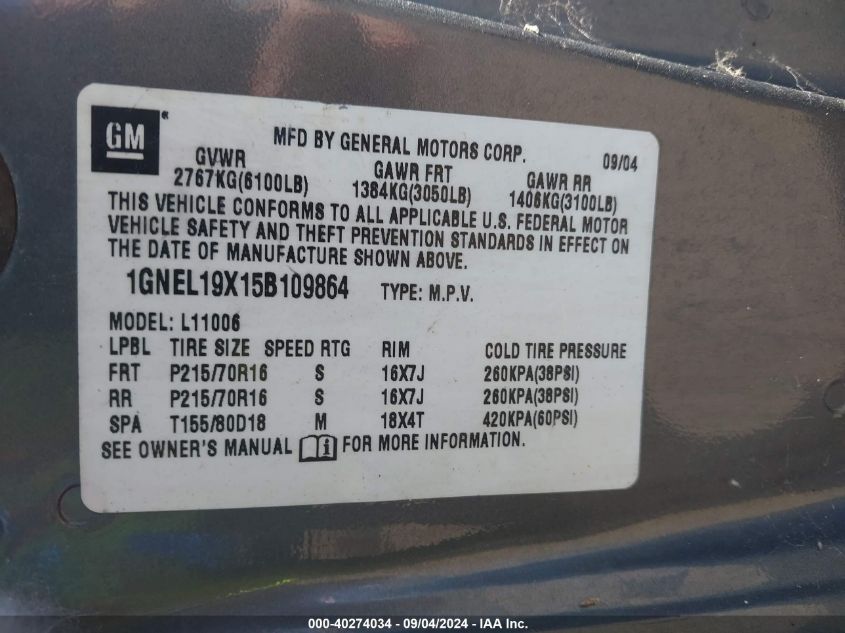 GM ® MFD BY GENERAL MOTORS CORP. 09/04
GVWR GAWR FRT GAWR RR
2767KG(6100LB) 1384KG(3050LB) 1406KG(3100LB)
THIS VEHICLE CONFORMS TO ALL APPLICABLE U.S. FEDERAL MOTOR
VEHICLE SAFETY AND THEFT PREVENTION STANDARDS IN EFFECT ON
THE DATE OF MANUFACTURE SHOWN ABOVE.
1GNEL19X15B109864 TYPE: M.P.V.
MODEL: L11006
LPBL TIRE SIZE SPEED RTG RIM COLD TIRE PRESSURE
FRT P215/70R16 S 16X7J 260KPA(38PSI)
RR P215/70R16 S 16X7J 260KPA(38PSI)
SPA T155/80D18 M 18X4T 420KPA(60PSI)
SEE OWNER'S MANUAL i FOR MORE INFORMATION.
000-40274034 - 09/04/2024 - IAAI Inc.